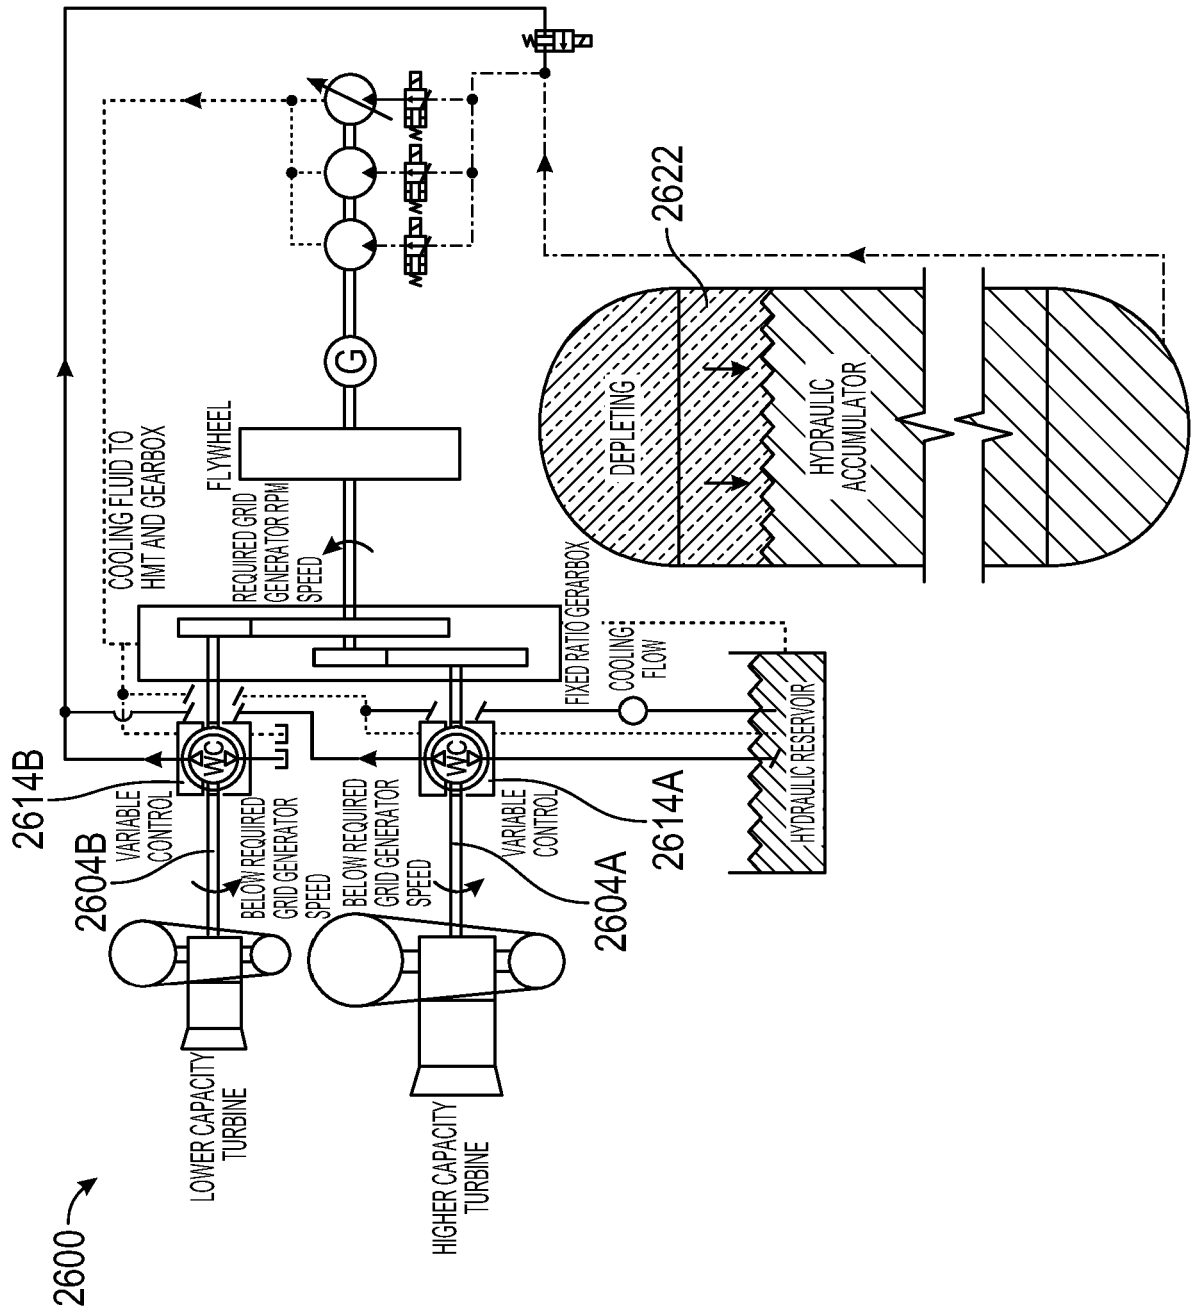 2600
LOWER CAPACITY
TURBINE
HIGHER CAPACITY
TURBINE
2604B
2604A
BELOW REQUIRED
GRID GENERATOR
SPEED
BELOW REQUIRED
GRID GENERATOR
SPEED
2614B
VARIABLE
CONTROL
WC
2614A
VARIABLE
CONTROL
WC
COOLING FLUID TO
HMT AND GEARBOX
REQUIRED GRID
GENERATOR RPM
SPEED
FIXED RATIO GERARBOX
COOLING
FLOW
HYDRAULIC RESERVOIR
FLYWHEEL
G
DEPLETING
HYDRAULIC
ACCUMULATOR
2622